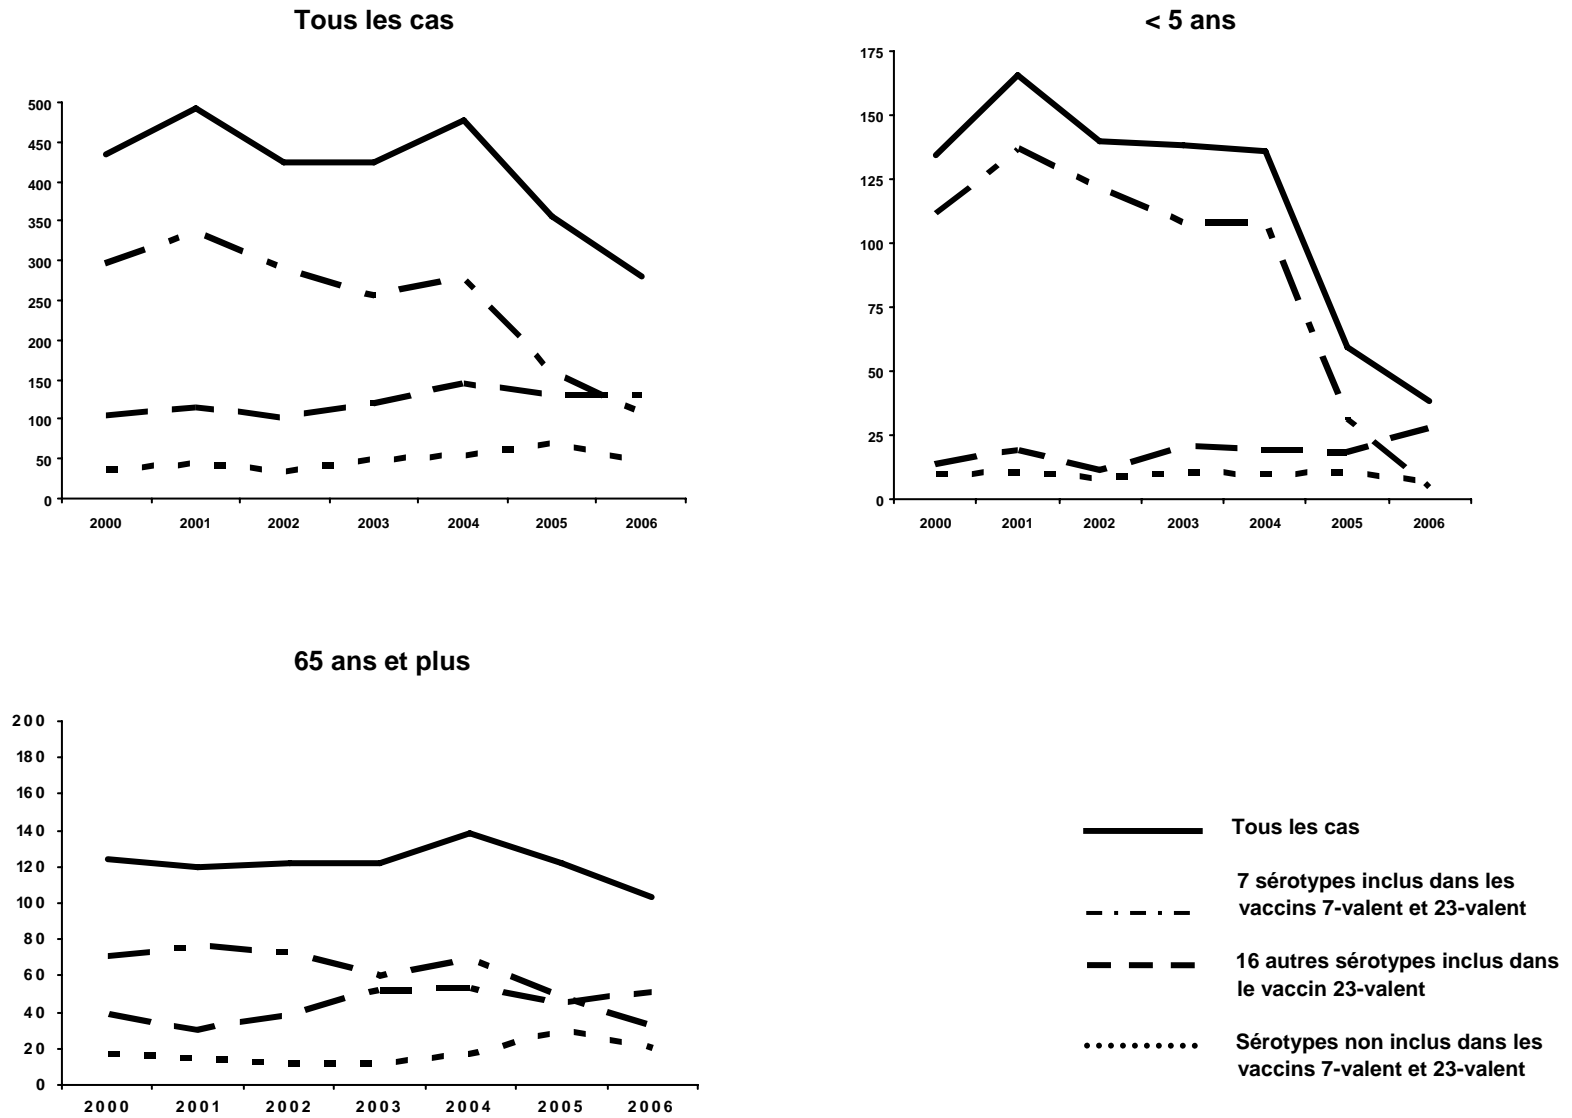 Tous les cas
500
450
400
350
300
250
200
150
100
50
0
2000 2001 2002 2003 2004 2005 2006
< 5 ans
175
150
125
100
75
50
25
0
2000 2001 2002 2003 2004 2005 2006
65 ans et plus
200
180
160
140
120
100
80
60
40
20
0
2000 2001 2002 2003 2004 2005 2006
Tous les cas
7 sérotypes inclus dans les
vaccins 7-valent et 23-valent
16 autres sérotypes inclus dans
le vaccin 23-valent
Sérotypes non inclus dans les
vaccins 7-valent et 23-valent